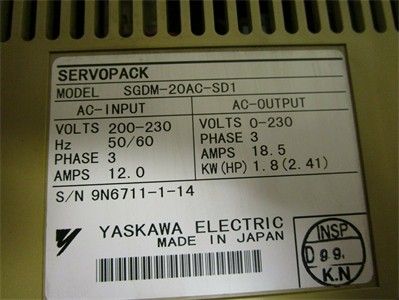 SERVOPACK
MODEL SGDM-20AC-SD1
AC-INPUT AC-OUTPUT
VOLTS 200-230 VOLTS 0-230
Hz 50/60 PHASE 3
PHASE 3 AMPS 18.5
AMPS 12.0 KW(HP) 1.8(2.41)
S/N 9N6711-1-14
YASKAWA ELECTRIC
MADE IN JAPAN
INSP
D 99.
K.N